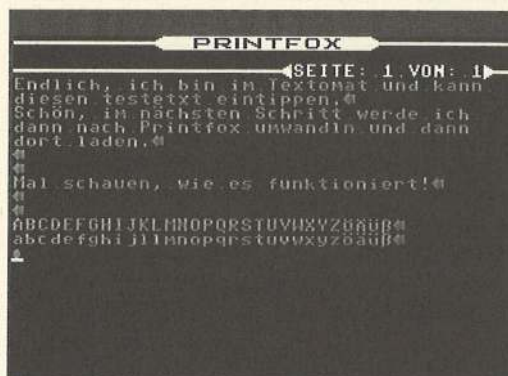 PRINTFOX
SEITE: 1 VON: 1
Endlich, ich bin im Textomat und kann
diesen testetxt eintippen.
Schön, im nächsten Schritt werde ich
dann nach Printfox umwandln und dann
dort laden.
Mal schauen, wie es funktioniert!
ABCDEFGHIJKLMNOPQRSTUVWXYZöäüß
abcdefghijllmnopqrstuvwxyzöäüß